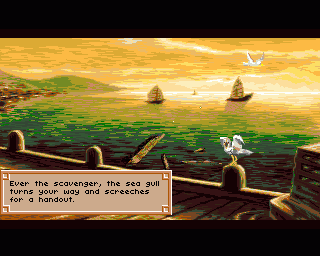 Ever the scavenger, the sea gull
turns your way and screeches
for a handout.